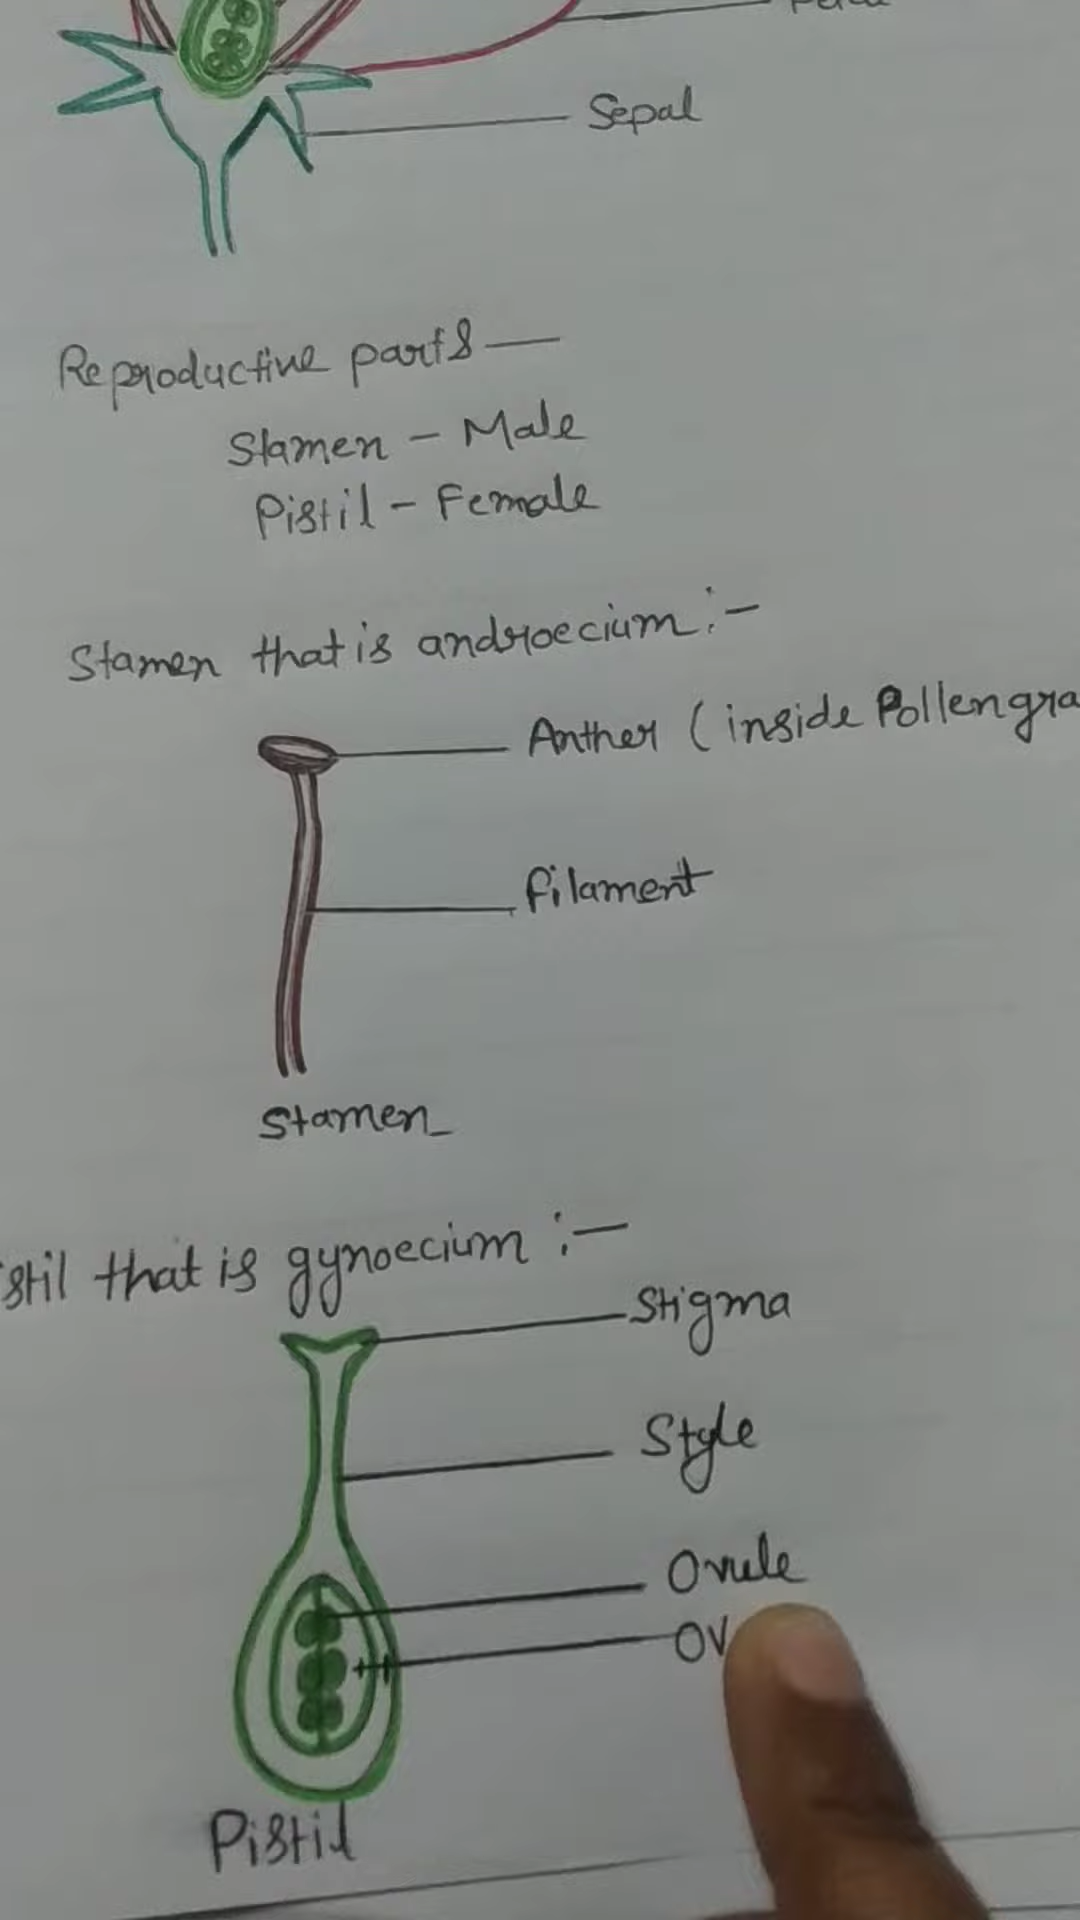 Sepal
Reproductive parts —
Stamen - Male
Pistil - Female
Stamen that is androecium :-
Anther (inside Pollengra
filament
Stamen
stil that is gynoecium :-
Stigma
Style
Ovule
OV
Pistil